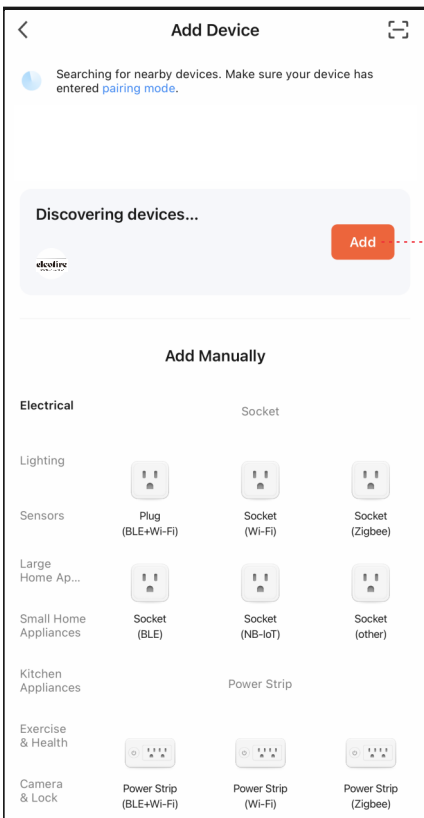 Add Device
Searching for nearby devices. Make sure your device has
entered pairing mode.
Discovering devices...
Add
elcofire
Add Manually
Electrical
Socket
Lighting
Sensors
Plug
(BLE+Wi-Fi)
Socket
(Wi-Fi)
Socket
(Zigbee)
Large
Home Ap...
Small Home
Appliances
Socket
(BLE)
Socket
(NB-IoT)
Socket
(other)
Kitchen
Appliances
Power Strip
Exercise
& Health
Camera
& Lock
Power Strip
(BLE+Wi-Fi)
Power Strip
(Wi-Fi)
Power Strip
(Zigbee)